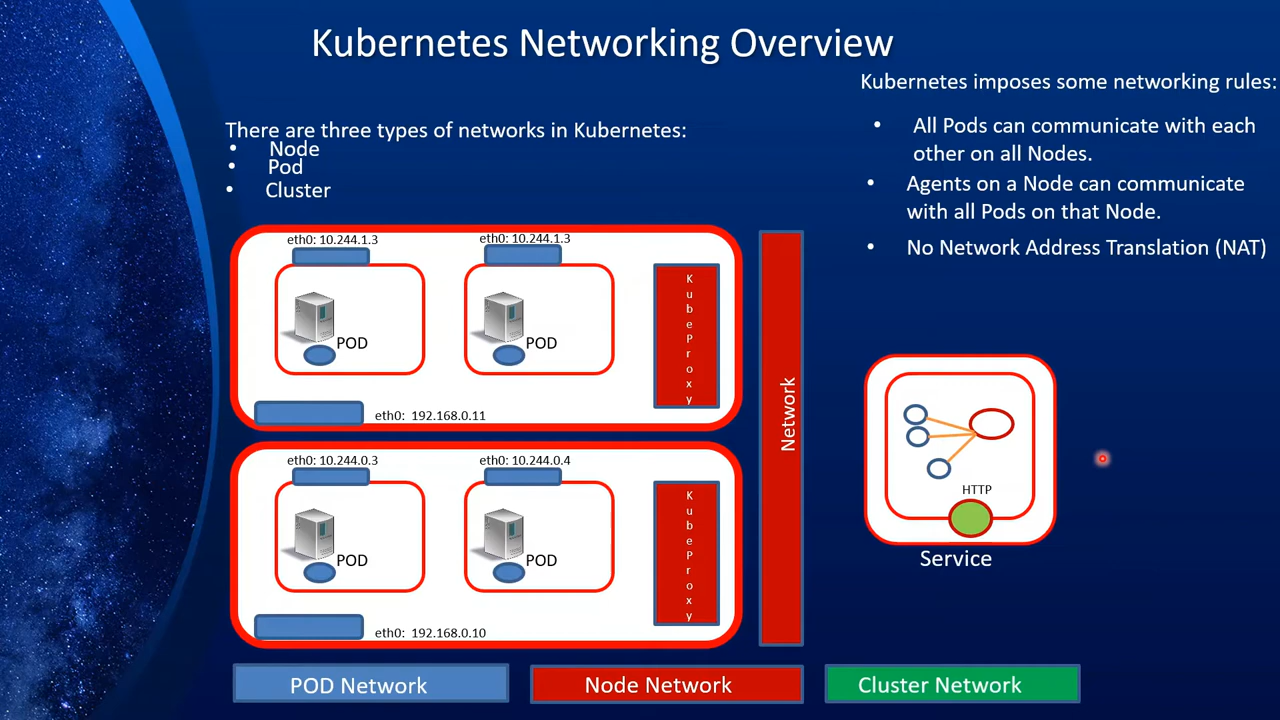 Kubernetes Networking Overview
Kubernetes imposes some networking rules:
All Pods can communicate with each
other on all Nodes.
Agents on a Node can communicate
with all Pods on that Node.
No Network Address Translation (NAT)
There are three types of networks in Kubernetes:
Node
Pod
Cluster
eth0: 10.244.1.3
eth0: 10.244.1.3
POD
POD
KubeProxy
eth0: 192.168.0.11
eth0: 10.244.0.3
eth0: 10.244.0.4
POD
POD
KubeProxy
eth0: 192.168.0.10
Network
HTTP
Service
POD Network
Node Network
Cluster Network